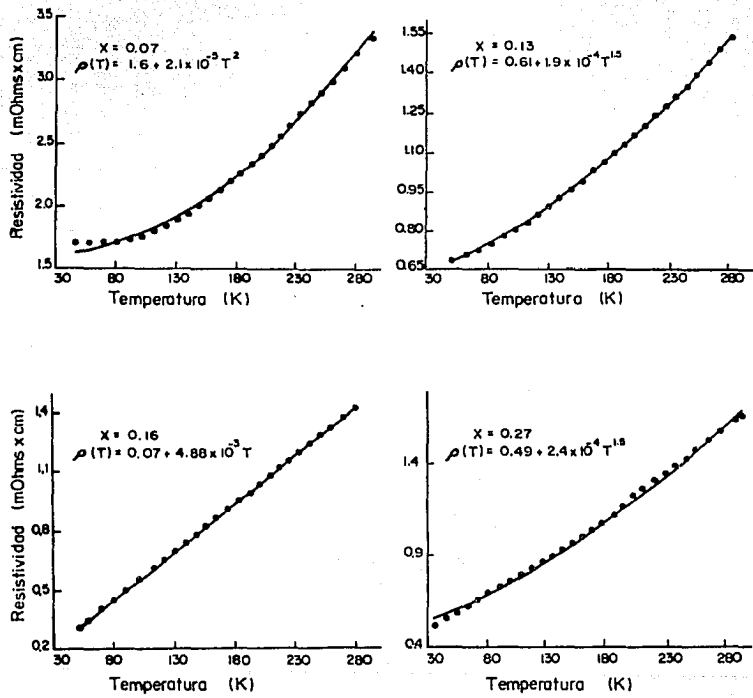 3.5
3.0
2.5
2.0
1.5
Resistividad (mOhms x cm)
X = 0.07
ρ(T) = 1.6 + 2.1 x 10⁻⁵ T²
30 80 130 180 230 280
Temperatura (K)
1.55
1.40
1.25
1.10
0.95
0.80
0.65
X = 0.13
ρ(T) = 0.61 + 1.9 x 10⁻⁴ T¹·⁵
30 80 130 180 230 280
Temperatura (K)
1.4
1.1
0.8
0.5
0.2
Resistividad (mOhms x cm)
X = 0.16
ρ(T) = 0.07 + 4.88 x 10⁻³ T
30 80 130 180 230 280
Temperatura (K)
1.4
0.9
0.4
X = 0.27
ρ(T) = 0.49 + 2.4 x 10⁻⁴ T¹·⁵
30 80 130 180 230 280
Temperatura (K)